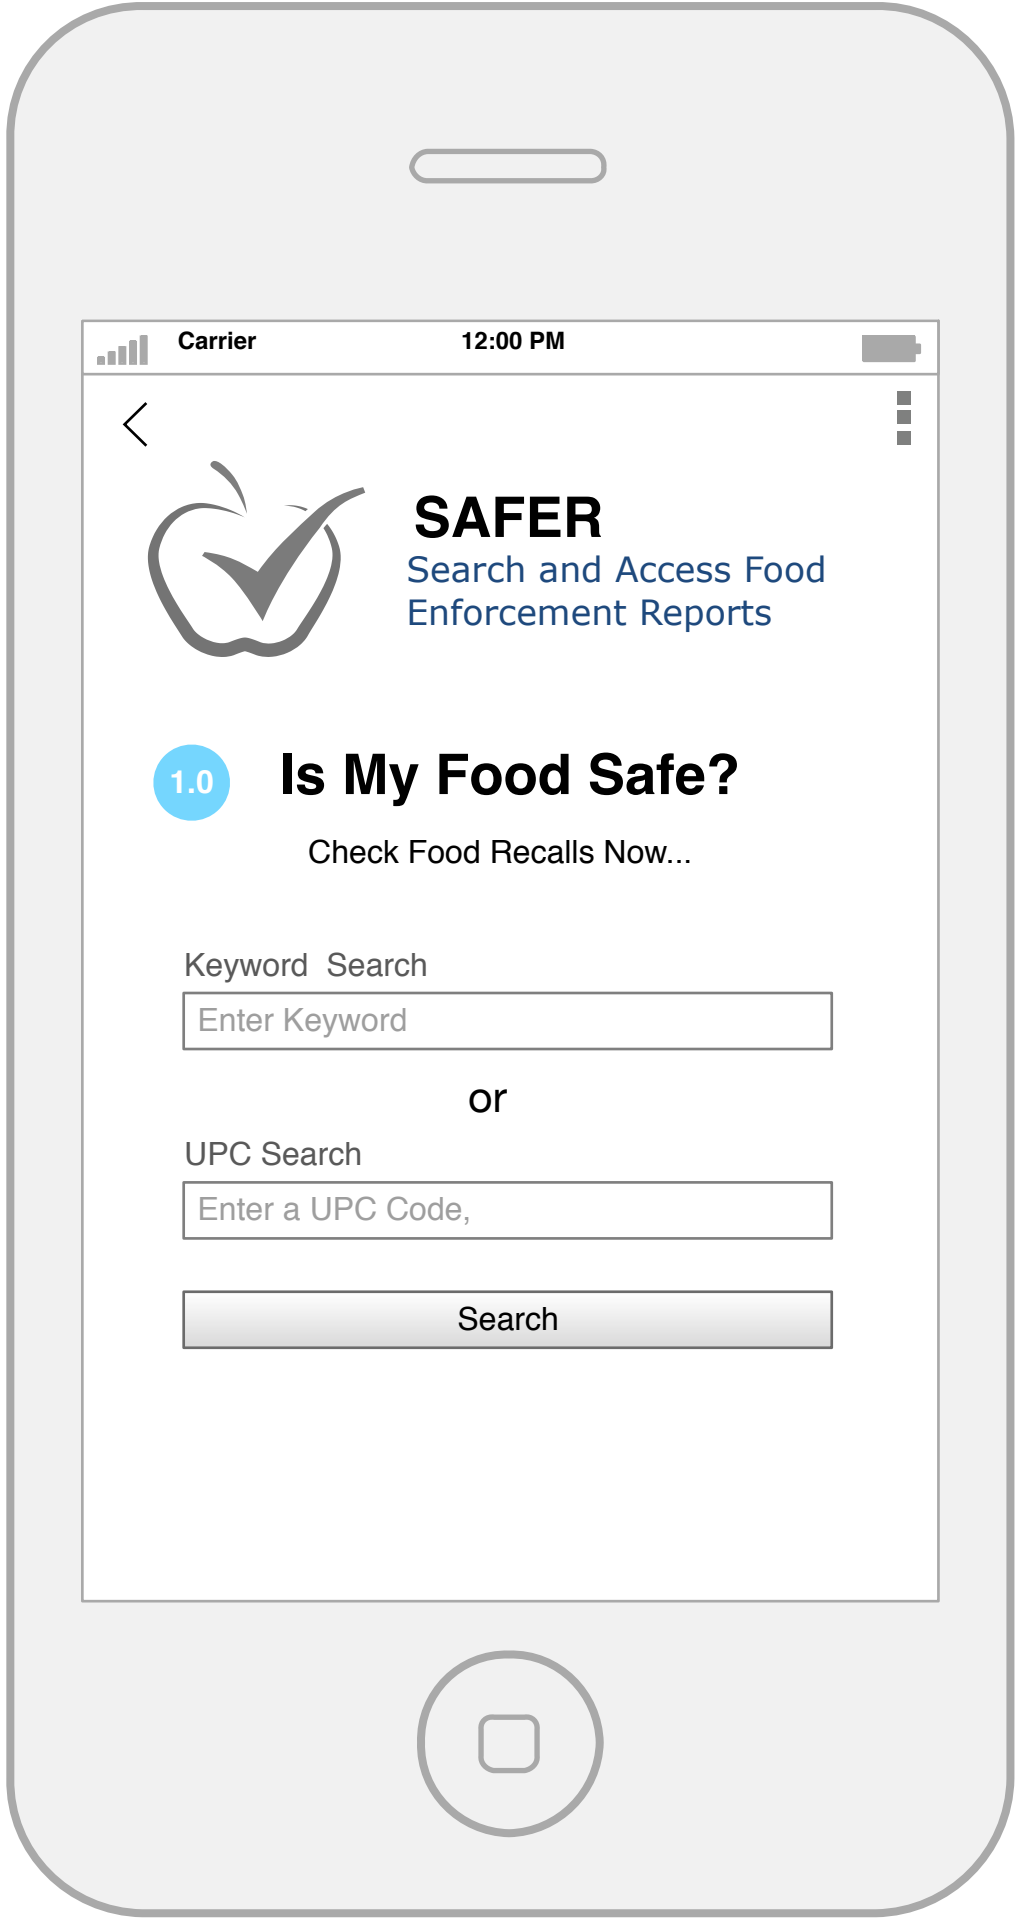 Carrier 12:00 PM
SAFER
Search and Access Food
Enforcement Reports
1.0 Is My Food Safe?
Check Food Recalls Now...
Keyword  Search
Enter Keyword
or
UPC Search
Enter a UPC Code,
Search